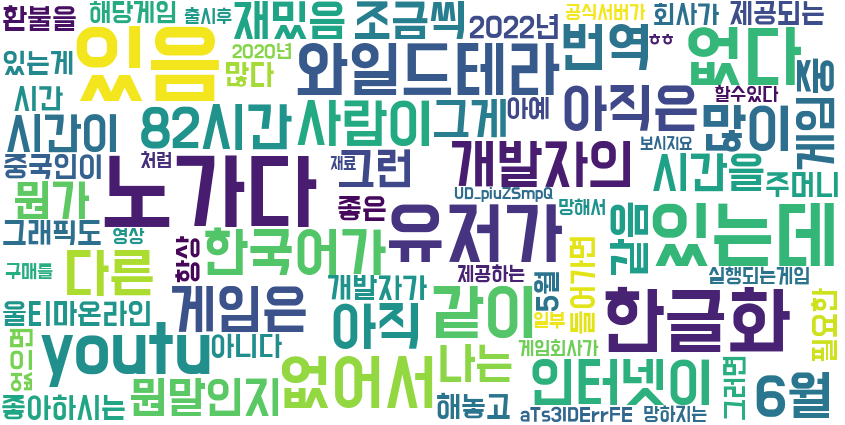 환불을
해당게임
출시후
재밌음
조금씩
2022년
공식서버가
회사가
제공되는
있는게
있음
2020년
많다
와일드테라
번역
ㅎㅎ
없다
시간
시간이
82시간
사람이
그게
아예
아직은
많이
할수있다
게임중
중국인이
처럼
노가다
재료
그런
개발자의
보시지요
시간을
주머니
뭔가
좋은
유저가
UD_piuZSmpQ
망해서
같음
있는데
그래픽도
영상
항상
한국어가
구매를
다른
제공하는
5월
들어가면
실행되는게임
울티마온라인
게임은
개발자가
아직
같이
일부
한글화
필요한
없이번
youtu
아니다
없어서
나는
게임회사가
인터넷이
그러면
6월
좋아하시는
뭔말인지
해놓고
aTs3IDErrFE
망하지는